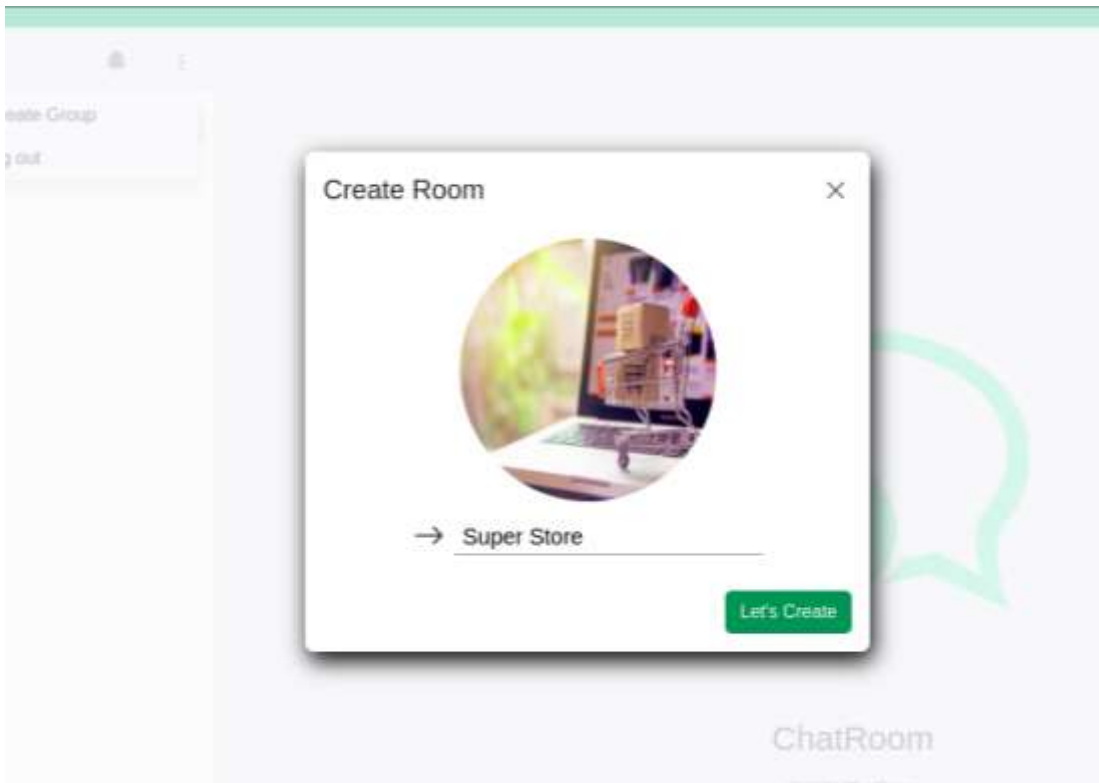 eate Group
g out
Create Room
Super Store
Let's Create
ChatRoom